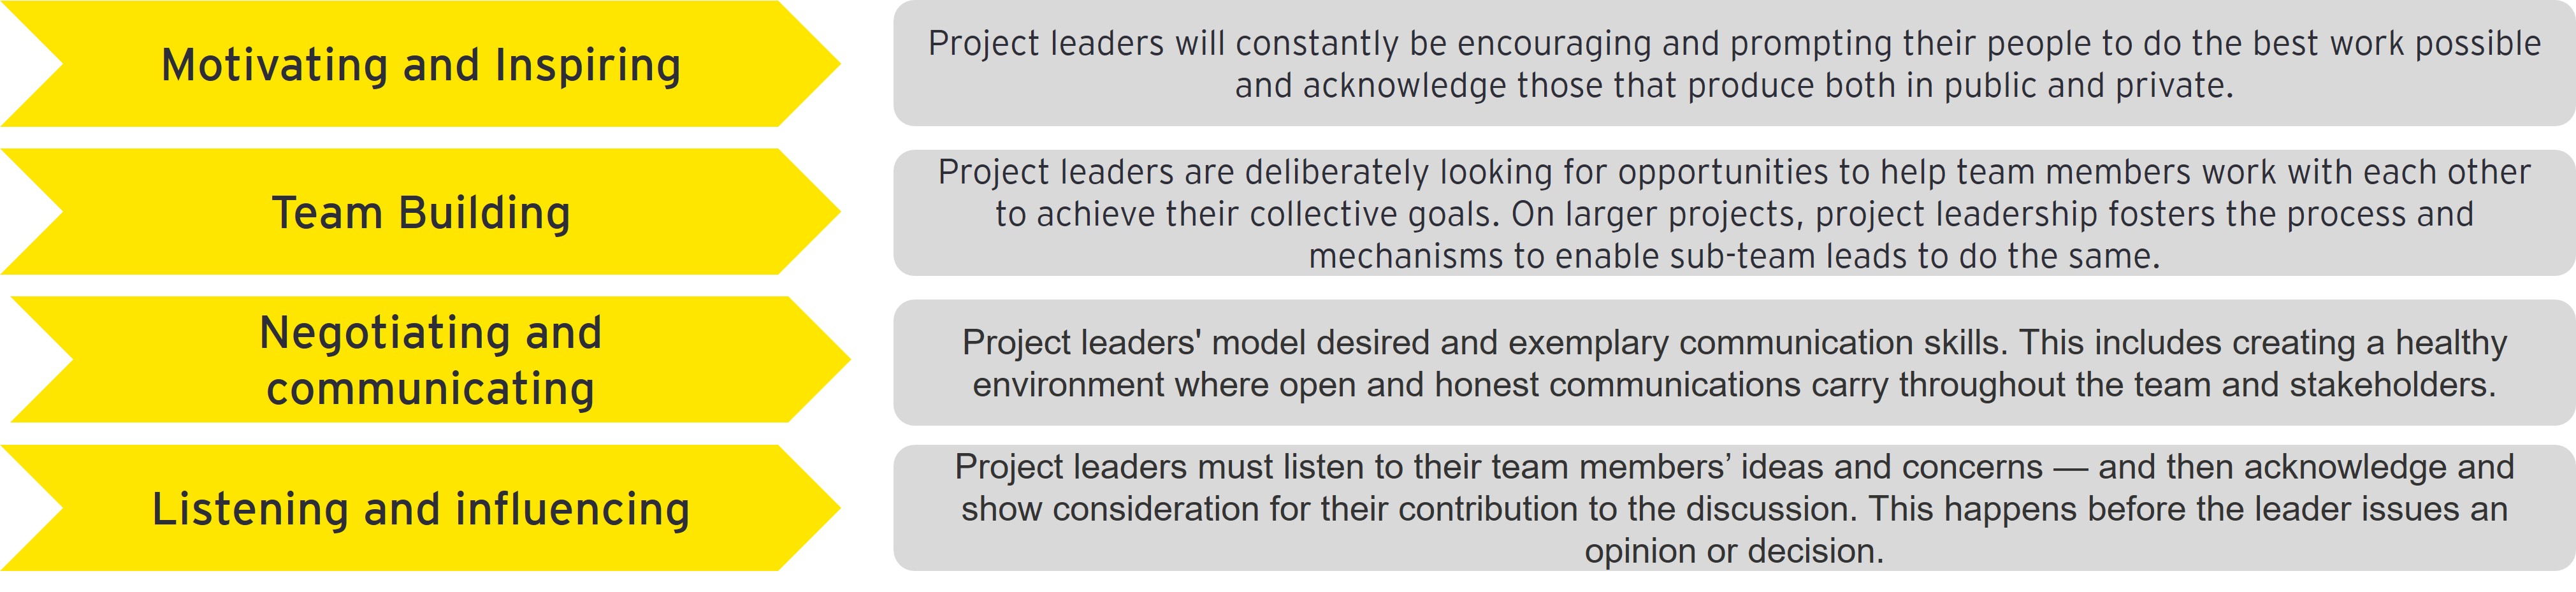 Motivating and Inspiring
Project leaders will constantly be encouraging and prompting their people to do the best work possible
and acknowledge those that produce both in public and private.
Team Building
Project leaders are deliberately looking for opportunities to help team members work with each other
to achieve their collective goals. On larger projects, project leadership fosters the process and
mechanisms to enable sub-team leads to do the same.
Negotiating and
communicating
Project leaders' model desired and exemplary communication skills. This includes creating a healthy
environment where open and honest communications carry throughout the team and stakeholders.
Listening and influencing
Project leaders must listen to their team members’ ideas and concerns — and then acknowledge and
show consideration for their contribution to the discussion. This happens before the leader issues an
opinion or decision.